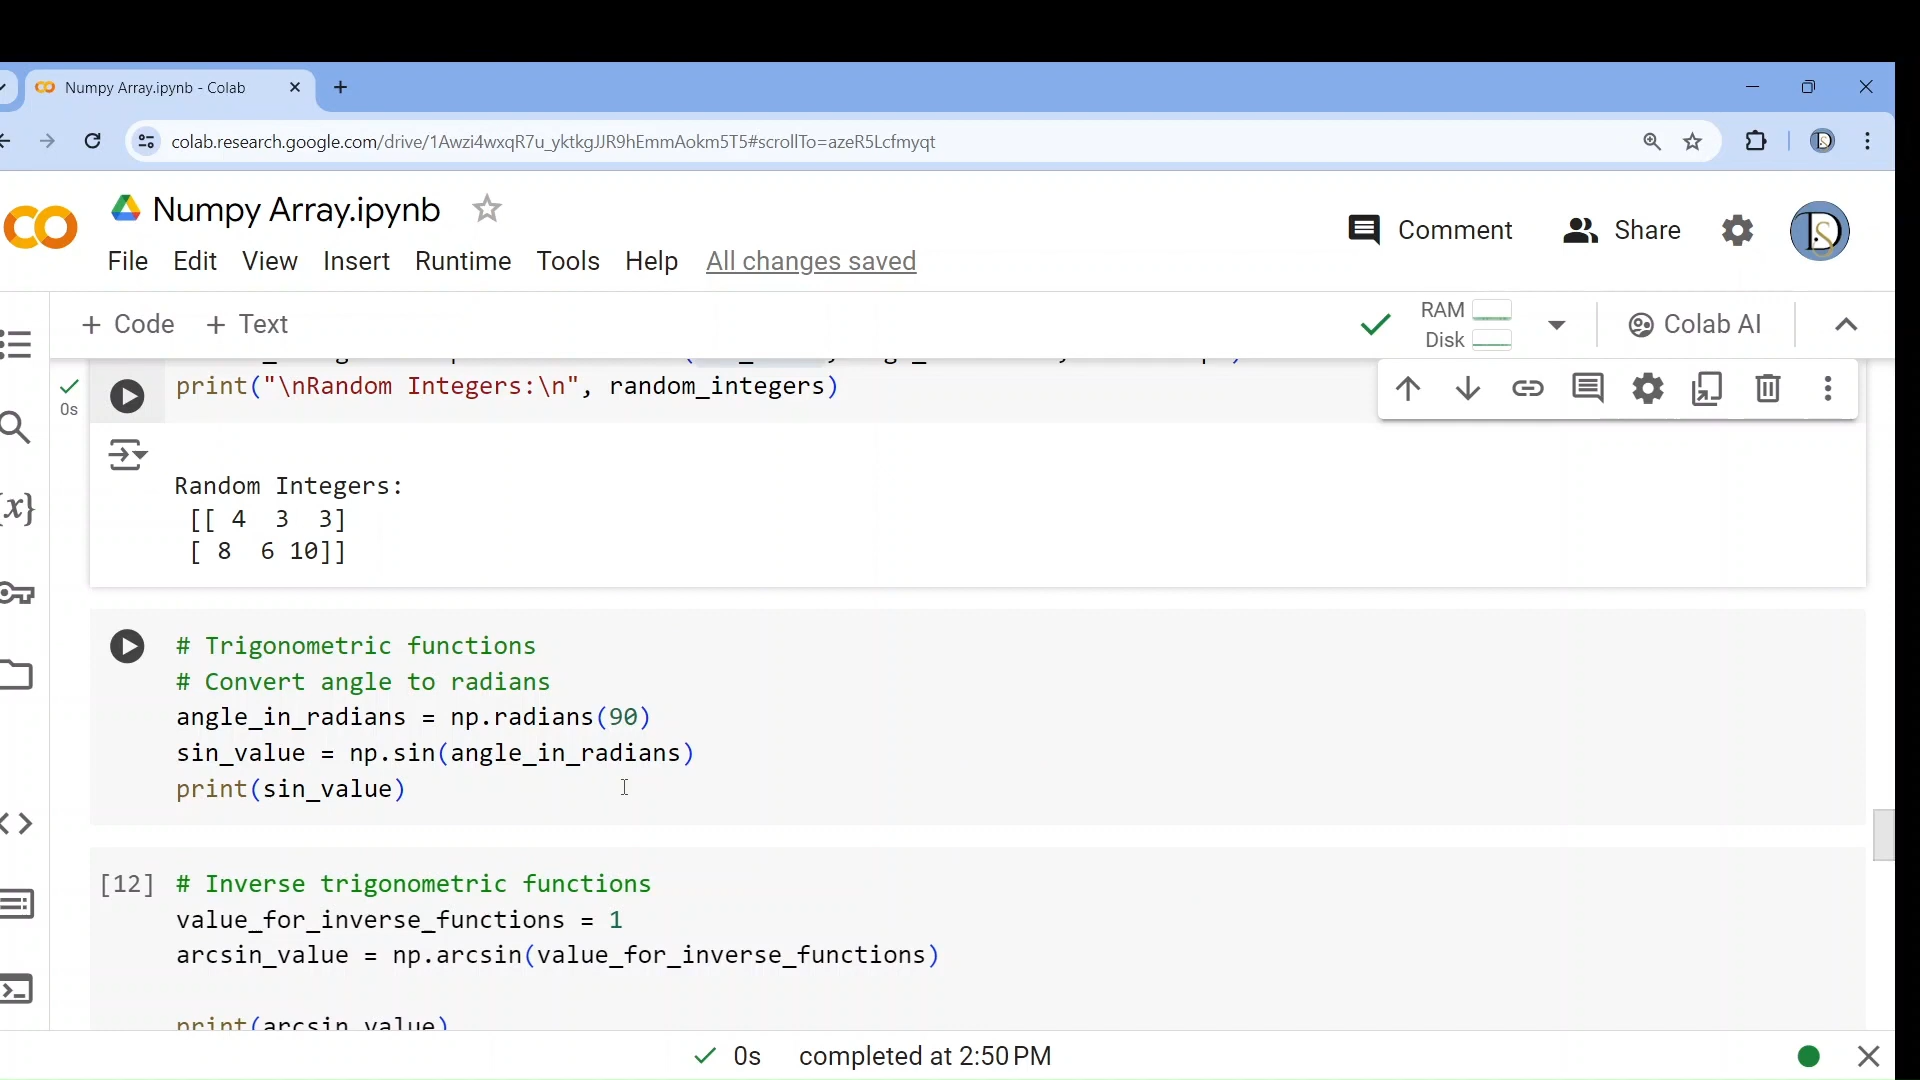 Numpy Array.ipynb - Colab
colab.research.google.com/drive/1Awzi4wxqR7u_yktkgJJR9hEmmAokm5T5#scrollTo=azeR5Lcfmyqt
Numpy Array.ipynb
File Edit View Insert Runtime Tools Help All changes saved
Comment Share
+ Code + Text
RAM
Disk
Colab AI
print("\nRandom Integers:\n", random_integers)
0s
Random Integers:
[[ 4  3  3]
[ 8  6 10]]
# Trigonometric functions
# Convert angle to radians
angle_in_radians = np.radians(90)
sin_value = np.sin(angle_in_radians)
print(sin_value)
[12] # Inverse trigonometric functions
value_for_inverse_functions = 1
arcsin_value = np.arcsin(value_for_inverse_functions)
print(arcsin_value)
0s completed at 2:50 PM